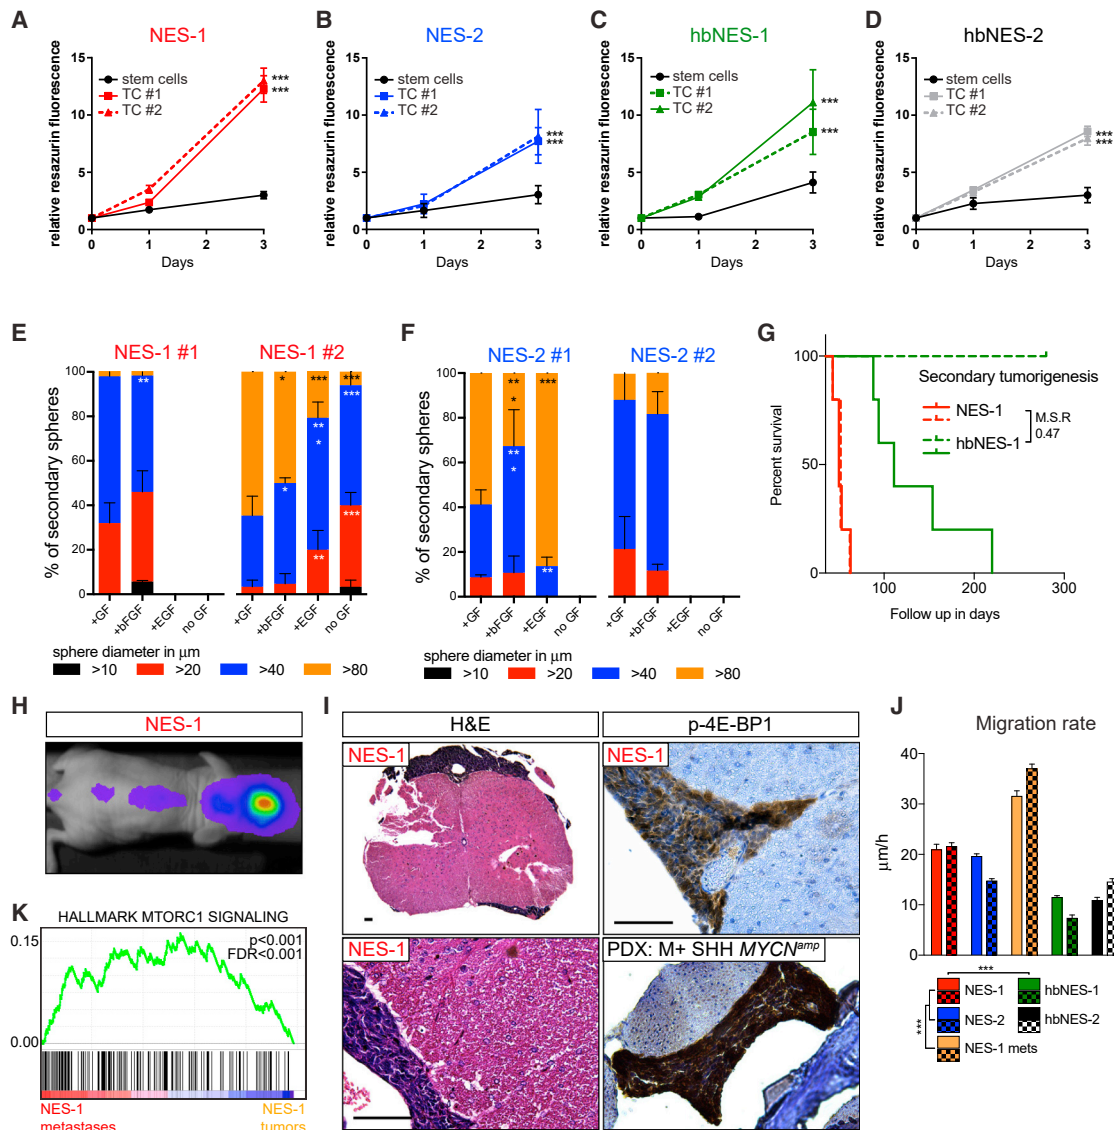 A
NES-1
relative resazurin fluorescence
15
10
5
0
stem cells
TC #1
TC #2
***
***
0 1 2 3
Days
B
NES-2
relative resazurin fluorescence
15
10
5
0
stem cells
TC #1
TC #2
***
***
0 1 2 3
Days
C
hbNES-1
relative resazurin fluorescence
15
10
5
0
stem cells
TC #1
TC #2
***
***
0 1 2 3
Days
D
hbNES-2
relative resazurin fluorescence
15
10
5
0
stem cells
TC #1
TC #2
***
***
0 1 2 3
Days
E
NES-1 #1
NES-1 #2
% of secondary spheres
100
80
60
40
20
0
**
*
*
***
**
*
**
***
***
***
+GF +bFGF +EGF no GF
+GF +bFGF +EGF no GF
sphere diameter in μm
>10 >20 >40 >80
F
NES-2 #1
NES-2 #2
% of secondary spheres
100
80
60
40
20
0
**
*
**
*
***
**
+GF +bFGF +EGF no GF
+GF +bFGF +EGF no GF
sphere diameter in μm
>10 >20 >40 >80
G
Percent survival
100
50
0
Secondary tumorigenesis
NES-1
hbNES-1
M.S.R
0.47
100 200 300
Follow up in days
H
NES-1
I
H&E
p-4E-BP1
NES-1
NES-1
NES-1
PDX: M+ SHH MYCNamp
J
Migration rate
μm/h
40
30
20
10
0
***
***
NES-1
NES-2
NES-1 mets
hbNES-1
hbNES-2
K
HALLMARK MTORC1 SIGNALING
0.15
0.00
p<0.001
FDR<0.001
NES-1
metastases
NES-1
tumors